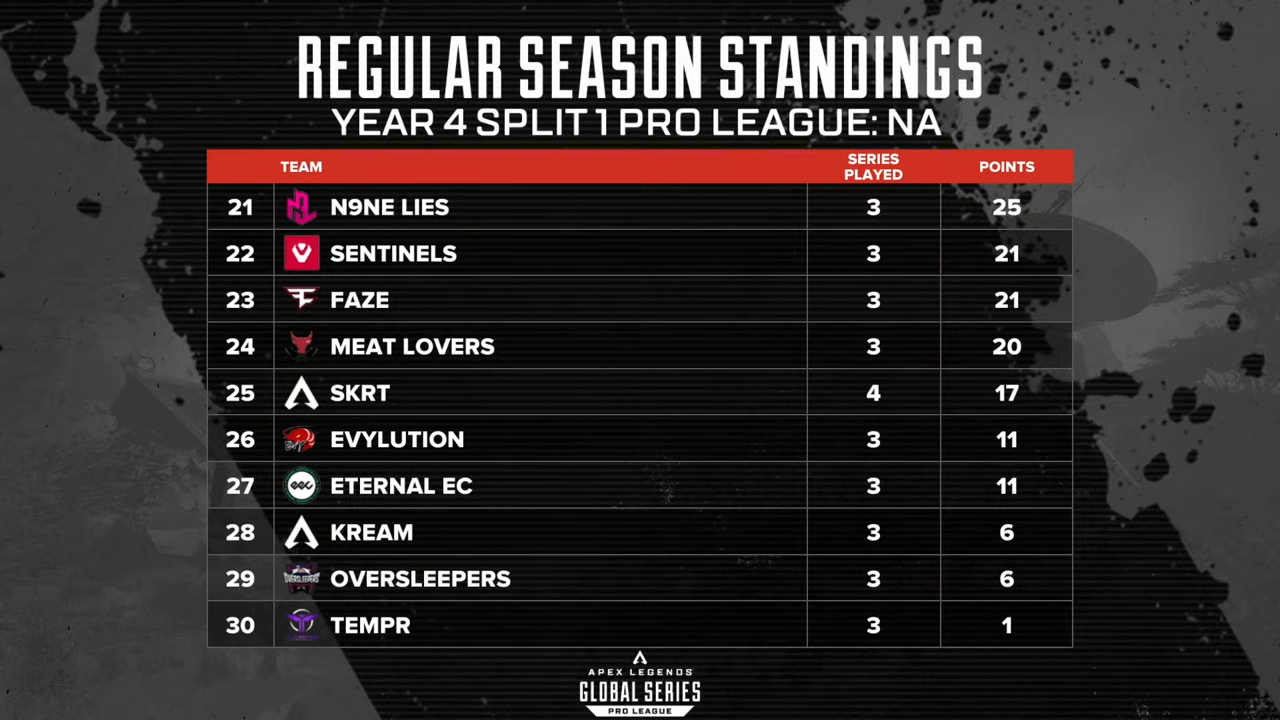 REGULAR SEASON STANDINGS
YEAR 4 SPLIT 1 PRO LEAGUE: NA
TEAM SERIES PLAYED POINTS
21 N9NE LIES 3 25
22 SENTINELS 3 21
23 FAZE 3 21
24 MEAT LOVERS 3 20
25 SKRT 4 17
26 EVYLUTION 3 11
27 eec ETERNAL EC 3 11
28 KREAM 3 6
29 OVERSLEEPERS 3 6
30 TEMPR 3 1
APEX LEGENDS
GLOBAL SERIES
PRO LEAGUE